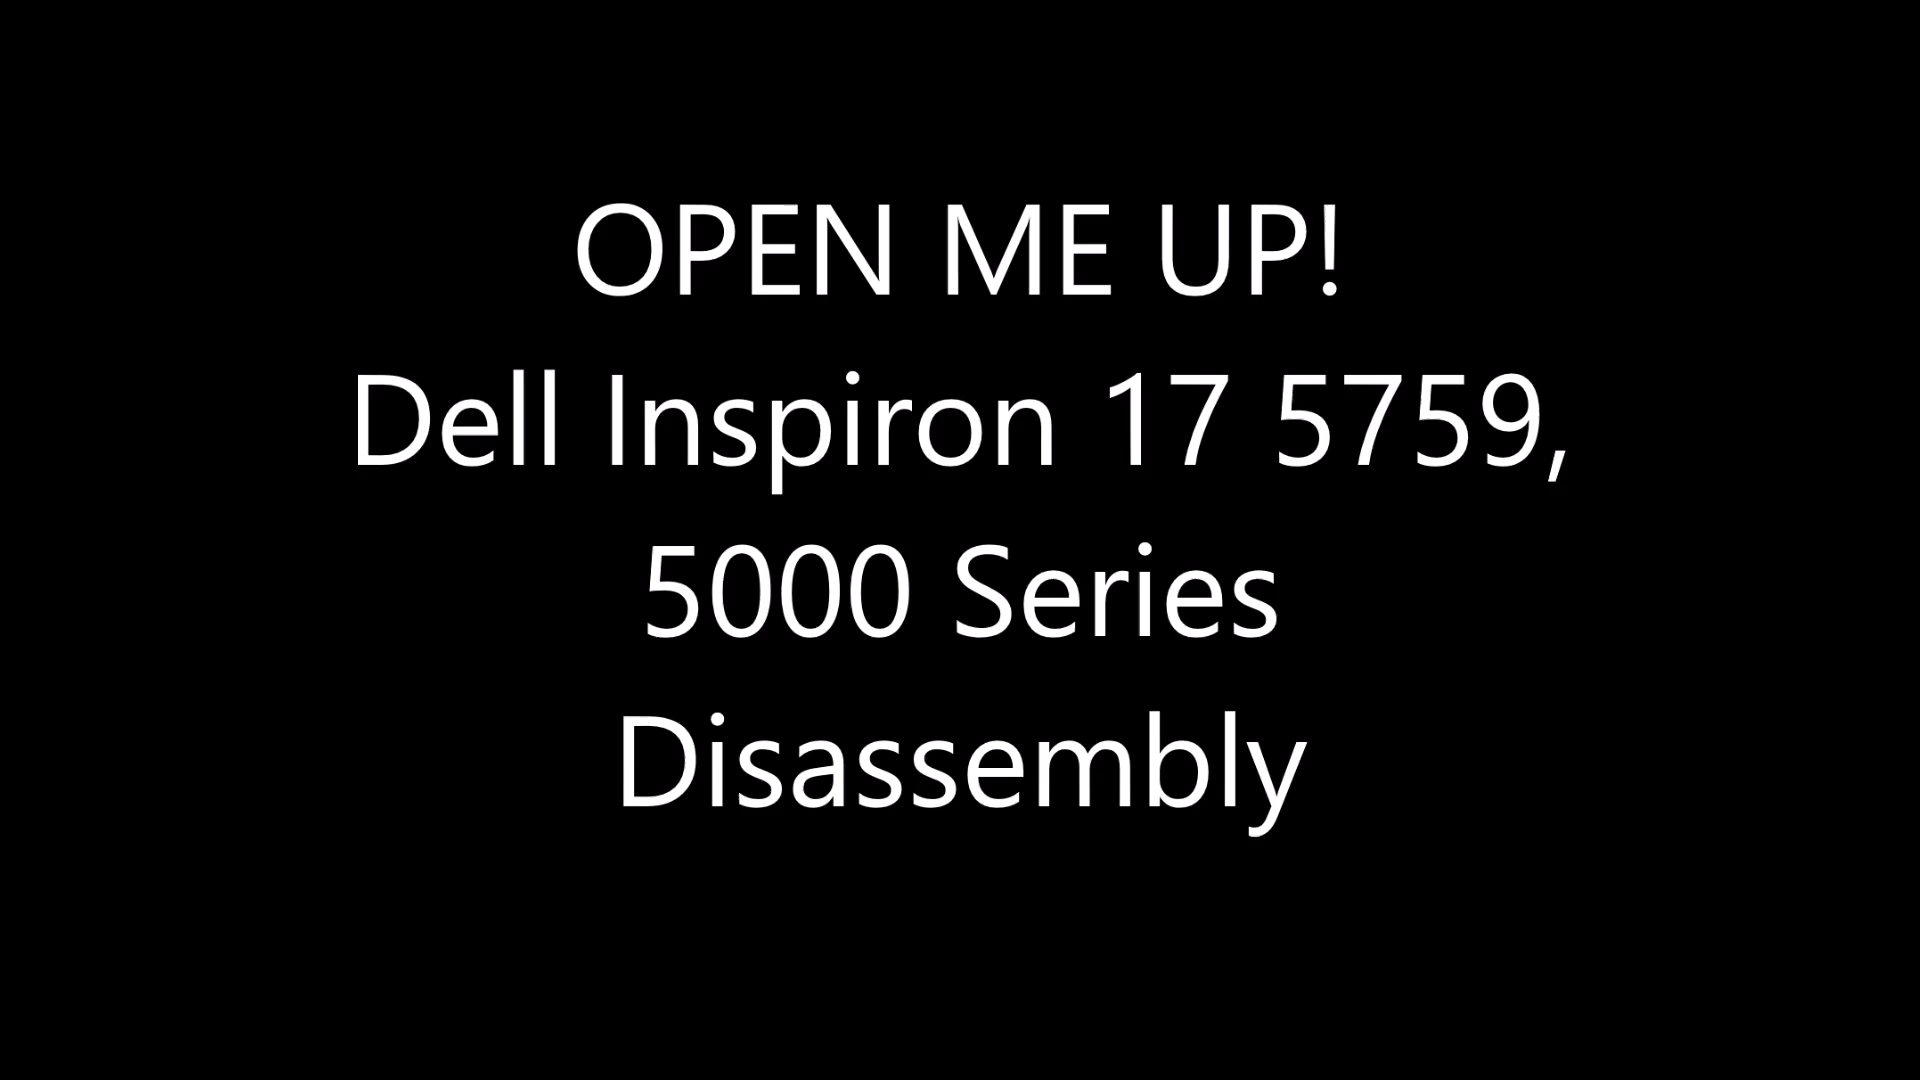 OPEN ME UP!
Dell Inspiron 17 5759,
5000 Series
Disassembly